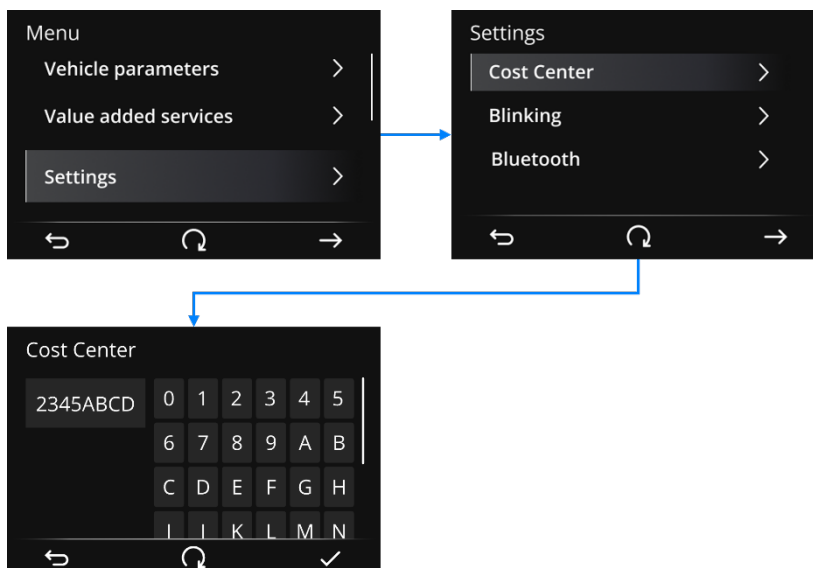 Menu
Vehicle parameters
Value added services
Settings
Settings
Cost Center
Blinking
Bluetooth
Cost Center
2345ABCD
0 1 2 3 4 5
6 7 8 9 A B
C D E F G H
I J K L M N